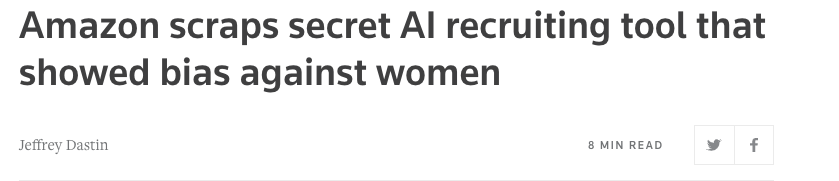 Amazon scraps secret AI recruiting tool that
showed bias against women
Jeffrey Dastin
8 MIN READ